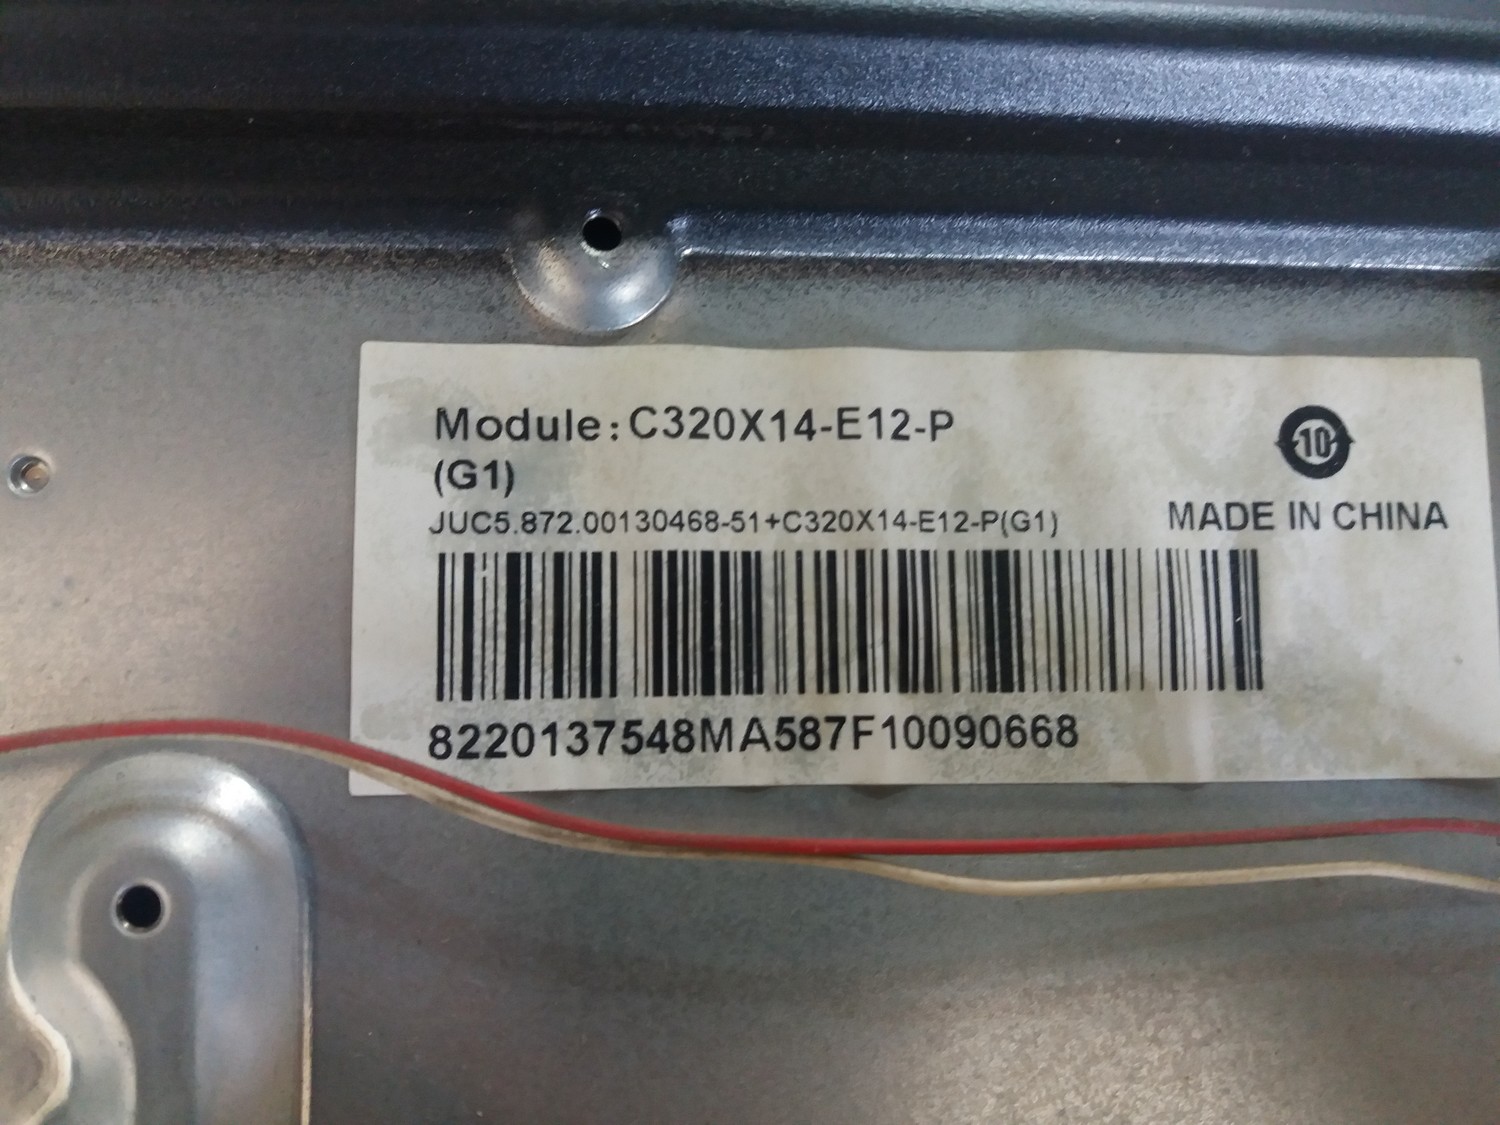 Module: C320X14-E12-P
(G1)
10
JUC5.872.00130468-51+C320X14-E12-P(G1)
MADE IN CHINA
8220137548MA587F10090668